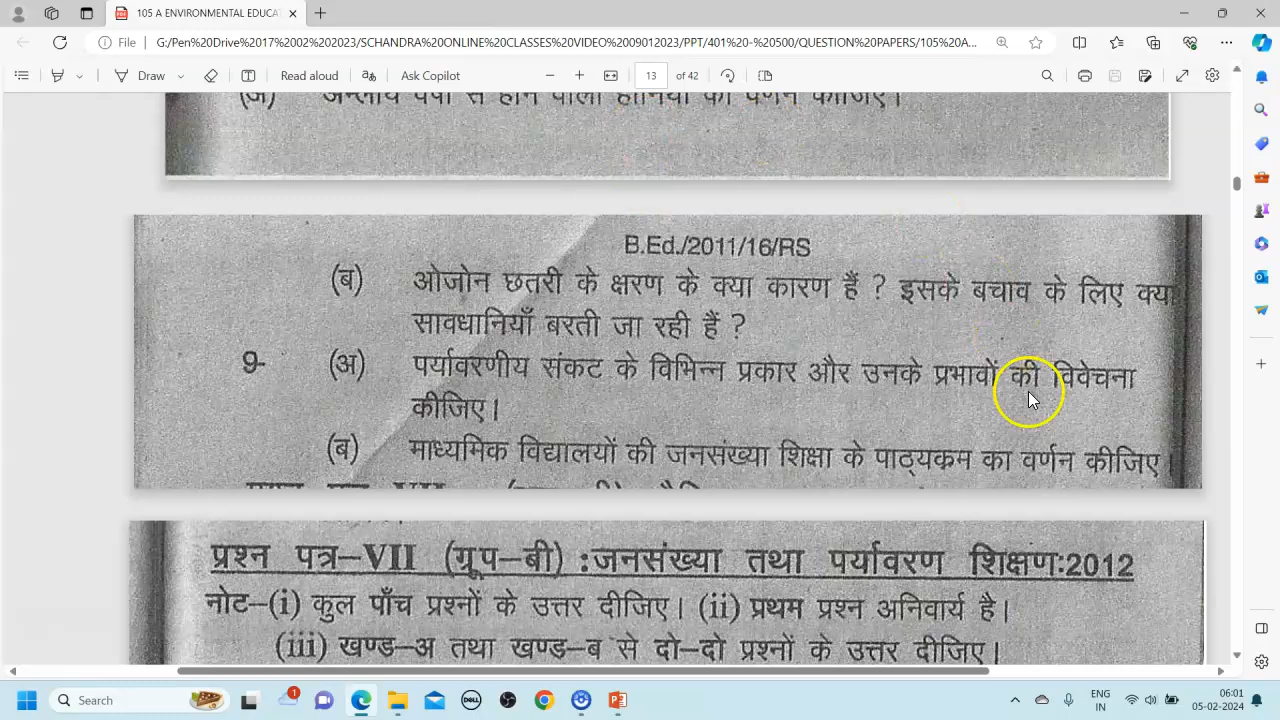 105 A ENVIRONMENTAL EDUCAT
File
G:/Pen%20Drive%2017%2002%202023/SCHANDRA%20ONLINE%20CLASSES%20VIDEO%2009012023/PPT/401%20-%20500/QUESTION%20PAPERS/105%20A...
Draw
Read aloud
Ask Copilot
13 of 42
B.Ed./2011/16/RS
(ब) ओजोन छतरी के क्षरण के क्या कारण हैं ? इसके बचाव के लिए क्या
सावधानियाँ बरती जा रही हैं ?
9- (अ) पर्यावरणीय संकट के विभिन्न प्रकार और उनके प्रभावों की विवेचना
कीजिए।
(ब) माध्यमिक विद्यालयों की जनसंख्या शिक्षा के पाठ्यकम का वर्णन कीजिए।
प्रश्न पत्र–VII (ग्रूप–बी) :जनसंख्या तथा पर्यावरण शिक्षण:2012
नोट–(i) कुल पाँच प्रश्नों के उत्तर दीजिए। (ii) प्रथम प्रश्न अनिवार्य है।
(iii) खण्ड–अ तथा खण्ड–ब से दो–दो प्रश्नों के उत्तर दीजिए।
Search
1
DELL
ENG
IN
06:01
05-02-2024